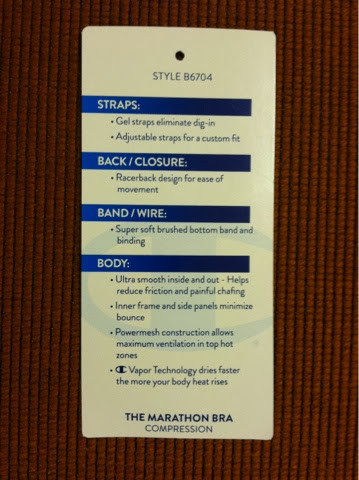 STYLE B6704
STRAPS:
• Gel straps eliminate dig-in
• Adjustable straps for a custom fit
BACK / CLOSURE:
• Racerback design for ease of
movement
BAND / WIRE:
• Super soft brushed bottom band and
binding
BODY:
• Ultra smooth inside and out - Helps
reduce friction and painful chafing
• Inner frame and side panels minimize
bounce
• Powermesh construction allows
maximum ventilation in top hot
zones
• Vapor Technology dries faster
the more your body heat rises
®
THE MARATHON BRA
COMPRESSION